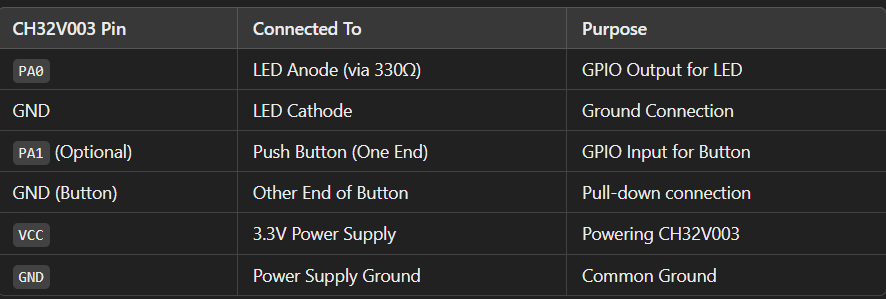 CH32V003 Pin Connected To Purpose
PA0 LED Anode (via 330Ω) GPIO Output for LED
GND LED Cathode Ground Connection
PA1 (Optional) Push Button (One End) GPIO Input for Button
GND (Button) Other End of Button Pull-down connection
VCC 3.3V Power Supply Powering CH32V003
GND Power Supply Ground Common Ground